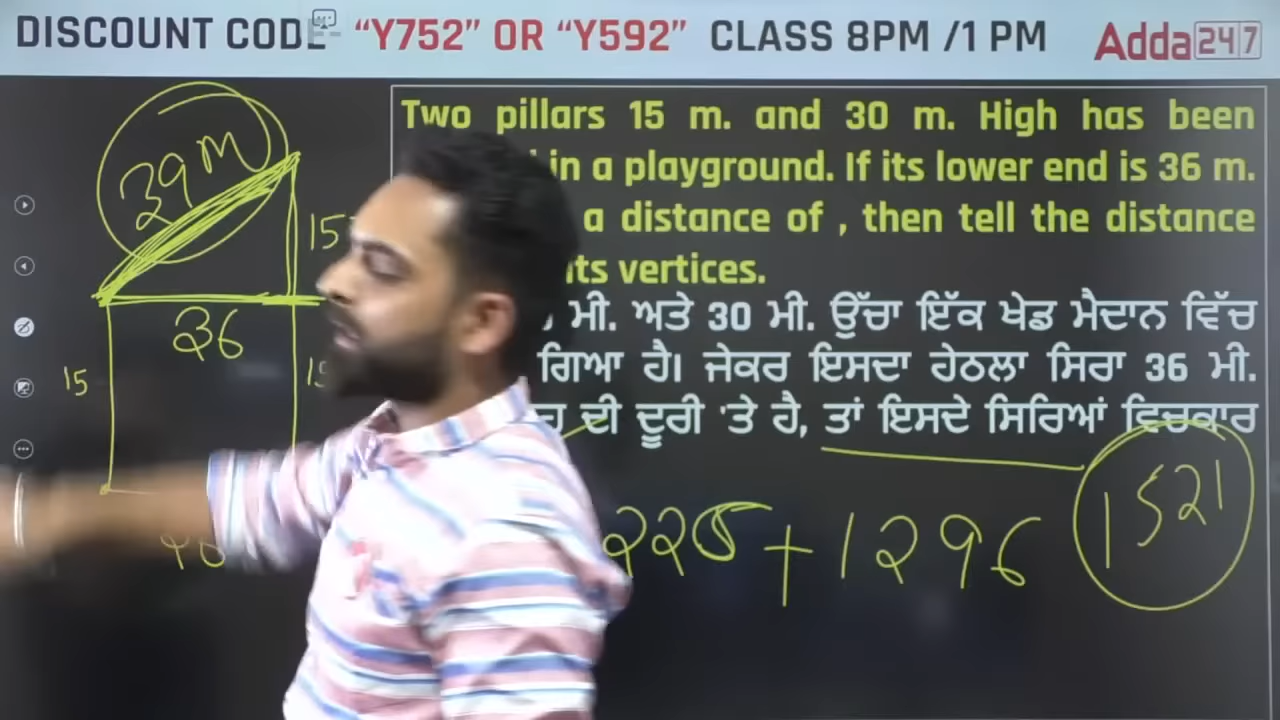 DISCOUNT CODE "Y752" OR "Y592" CLASS 8PM /1 PM
Adda247
Two pillars 15 m. and 30 m. High has been
in a playground. If its lower end is 36 m.
a distance of , then tell the distance
its vertices.
ਮੀ. ਅਤੇ 30 ਮੀ. ਉੱਚਾ ਇੱਕ ਖੇਡ ਮੈਦਾਨ ਵਿੱਚ
ਗਿਆ ਹੈ। ਜੇਕਰ ਇਸਦਾ ਹੇਠਲਾ ਸਿਰਾ 36 ਮੀ.
ਦੀ ਦੂਰੀ 'ਤੇ ਹੈ, ਤਾਂ ਇਸਦੇ ਸਿਰਿਆਂ ਵਿਚਕਾਰ
39m
15
36
15
15
225 + 1296
1521